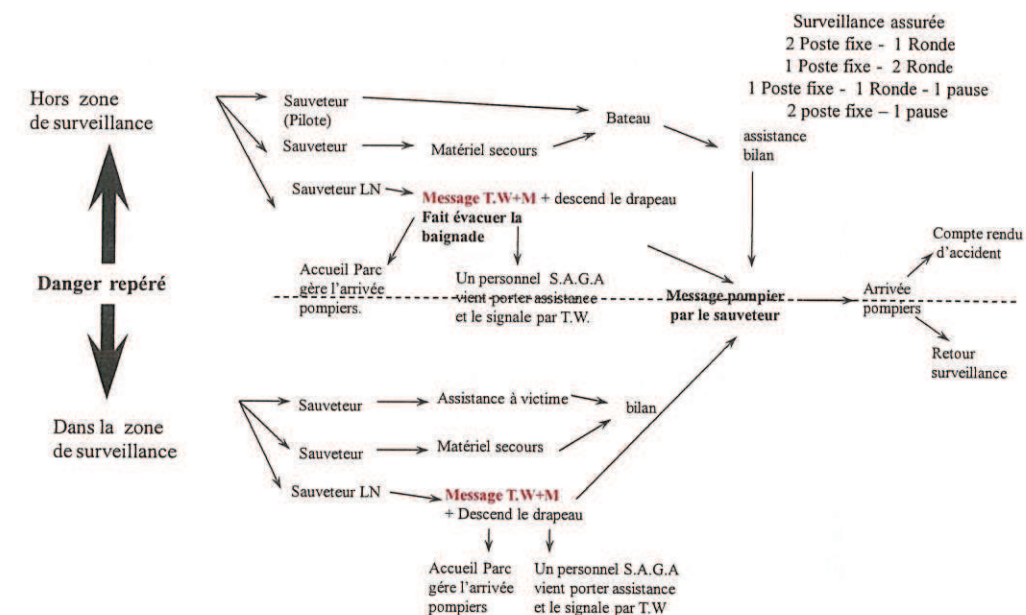 Surveillance assurée
2 Poste fixe - 1 Ronde
1 Poste fixe - 2 Ronde
1 Poste fixe - 1 Ronde - 1 pause
2 poste fixe – 1 pause
Hors zone
de surveillance
Sauveteur
(Pilote)
Bateau
Sauveteur
Matériel secours
assistance
bilan
Sauveteur LN
Message T.W+M + descend le drapeau
Fait évacuer la
baignade
Compte rendu
d'accident
Danger repéré
Accueil Parc
gère l'arrivée
pompiers.
Un personnel S.A.G.A
vient porter assistance
et le signale par T.W.
Message pompier
par le sauveteur
Arrivée
pompiers
Retour
surveillance
Dans la zone
de surveillance
Sauveteur
Assistance à victime
bilan
Sauveteur
Matériel secours
Sauveteur LN
Message T.W+M
+ Descend le drapeau
Accueil Parc
gére l'arrivée
pompiers
Un personnel S.A.G.A
vient porter assistance
et le signale par T.W